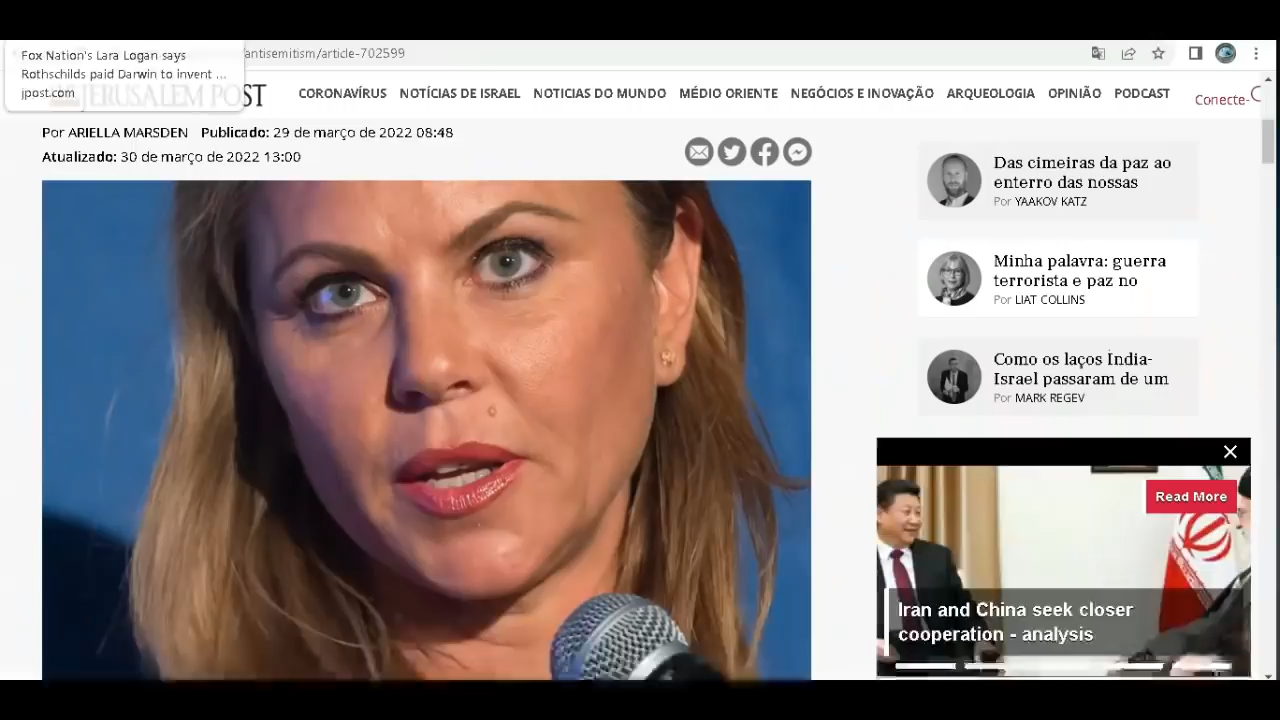 Fox Nation's Lara Logan says
Rothschilds paid Darwin to invent ...
jpost.com
/antisemitism/article-702599
JERUSALEM POST
CORONAVÍRUS NOTÍCIAS DE ISRAEL NOTICIAS DO MUNDO MÉDIO ORIENTE NEGÓCIOS E INOVAÇÃO ARQUEOLOGIA OPINIÃO PODCAST
Conecte-
Por ARIELLA MARSDEN Publicado: 29 de março de 2022 08:48
Atualizado: 30 de março de 2022 13:00
Das cimeiras da paz ao
enterro das nossas
Por YAAKOV KATZ
Minha palavra: guerra
terrorista e paz no
Por LIAT COLLINS
Como os laços Índia-
Israel passaram de um
Por MARK REGEV
Read More
Iran and China seek closer
cooperation - analysis